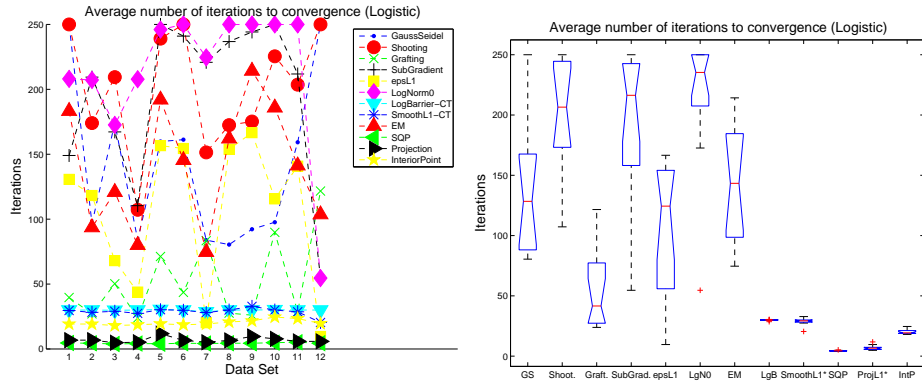 Average number of iterations to convergence (Logistic)
Iterations
250
200
150
100
50
0
1 2 3 4 5 6 7 8 9 10 11 12
Data Set
GaussSeidel
Shooting
Grafting
SubGradient
epsL1
LogNorm0
LogBarrier-CT
SmoothL1-CT
EM
SQP
Projection
InteriorPoint
Average number of iterations to convergence (Logistic)
Iterations
250
200
150
100
50
0
GS Shoot. Graft. SubGrad. epsL1 LgN0 EM LgB SmoothL1* SQP ProjL1* IntP